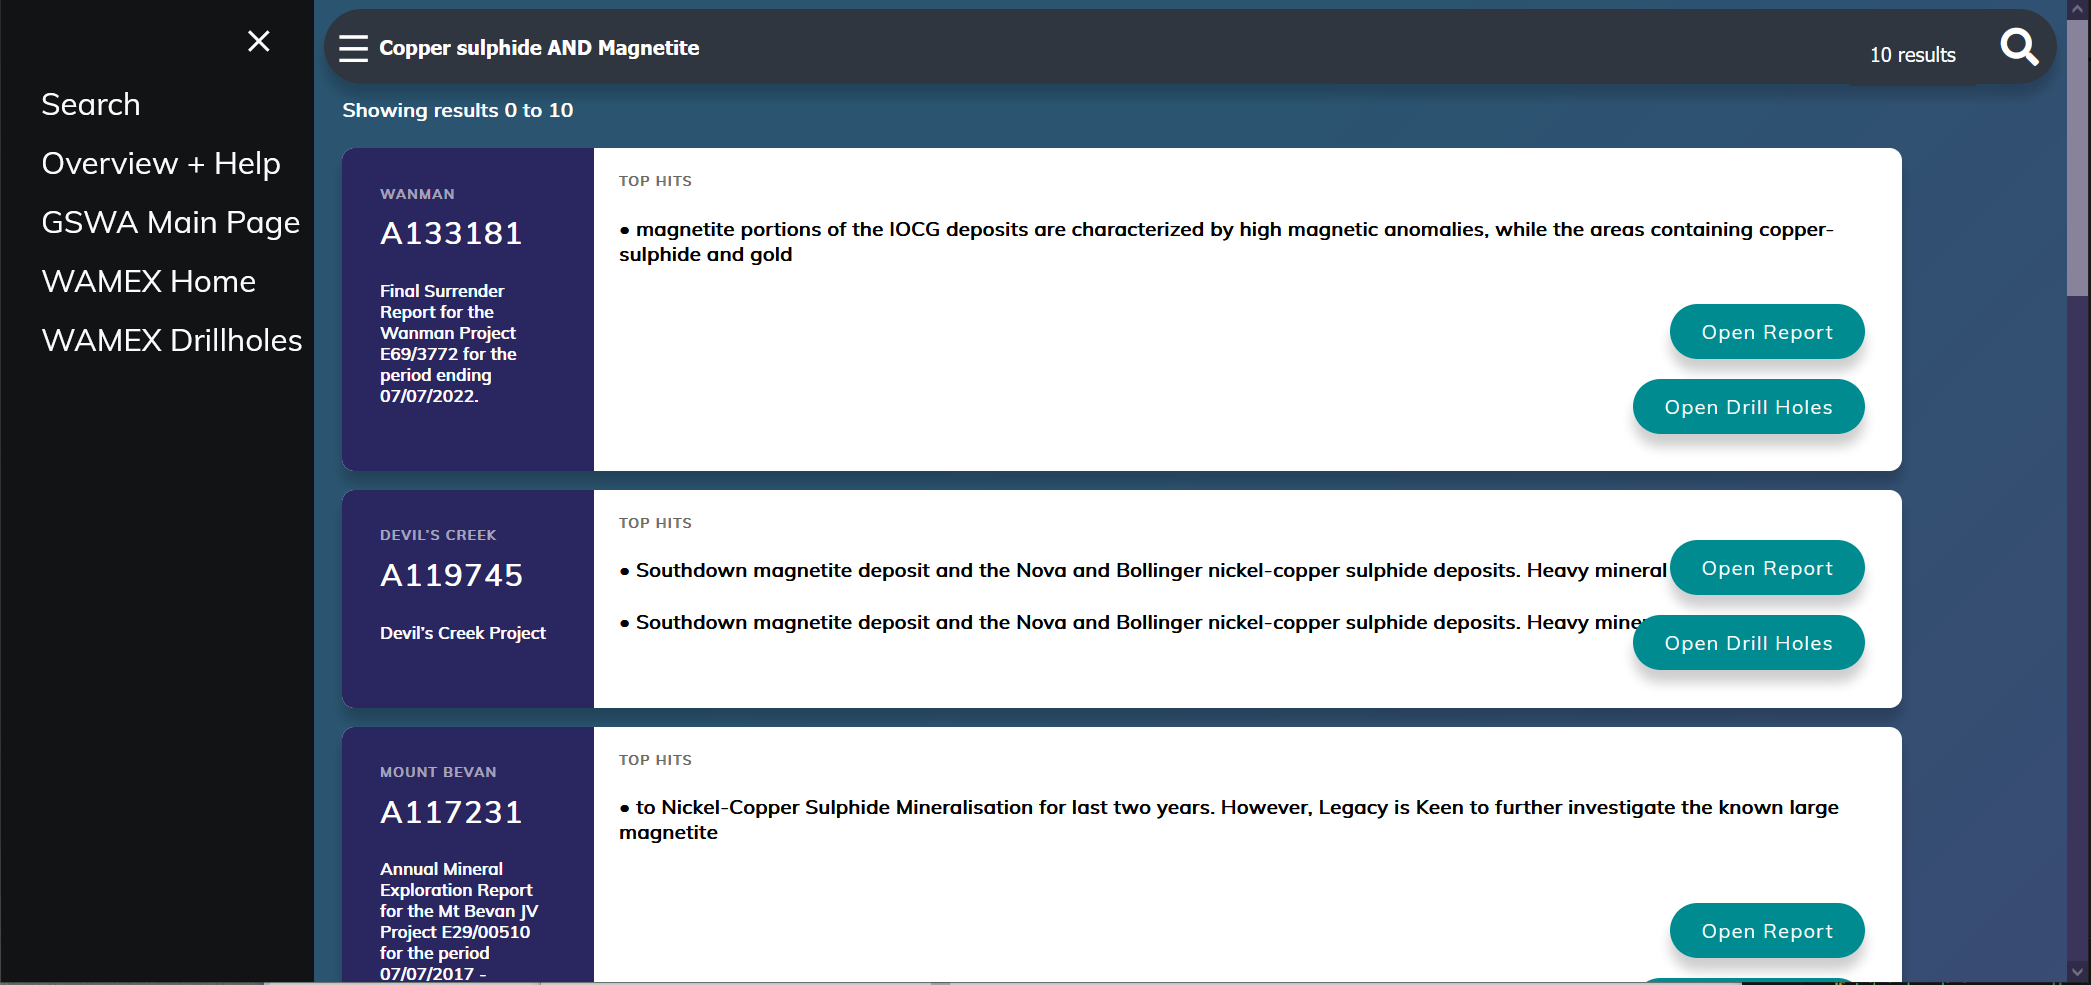 Search
Overview + Help
GSWA Main Page
WAMEX Home
WAMEX Drillholes
Copper sulphide AND Magnetite
10 results
Showing results 0 to 10
WANMAN
A133181
Final Surrender
Report for the
Wanman Project
E69/3772 for the
period ending
07/07/2022.
TOP HITS
● magnetite portions of the IOCG deposits are characterized by high magnetic anomalies, while the areas containing copper-
sulphide and gold
Open Report
Open Drill Holes
DEVIL'S CREEK
A119745
Devil's Creek Project
TOP HITS
● Southdown magnetite deposit and the Nova and Bollinger nickel-copper sulphide deposits. Heavy mineral
● Southdown magnetite deposit and the Nova and Bollinger nickel-copper sulphide deposits. Heavy miner
Open Report
Open Drill Holes
MOUNT BEVAN
A117231
Annual Mineral
Exploration Report
for the Mt Bevan JV
Project E29/00510
for the period
07/07/2017 -
TOP HITS
● to Nickel-Copper Sulphide Mineralisation for last two years. However, Legacy is Keen to further investigate the known large
magnetite
Open Report